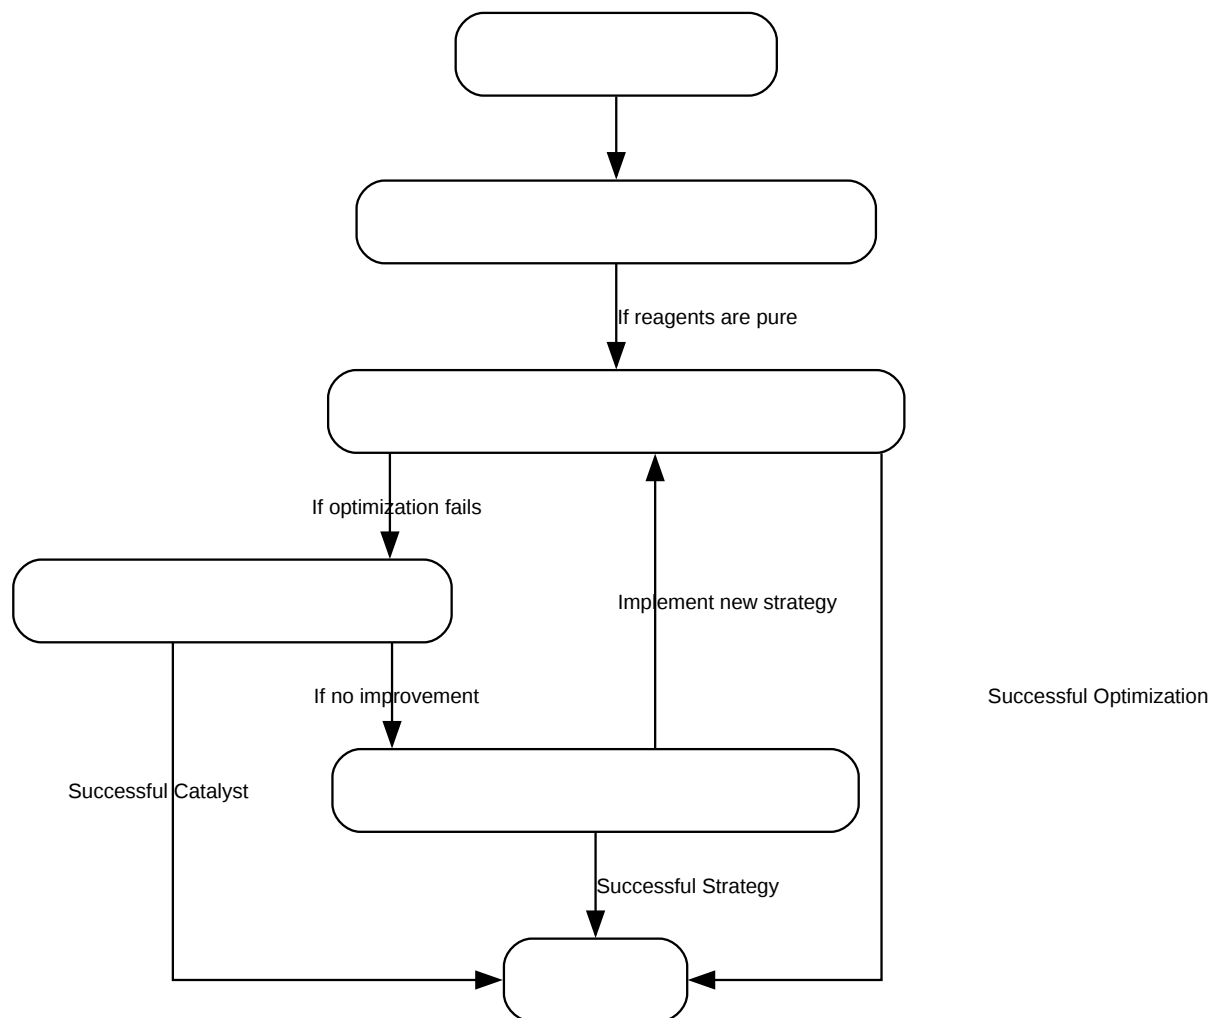 If reagents are pure
If optimization fails
Implement new strategy
If no improvement
Successful Optimization
Successful Catalyst
Successful Strategy